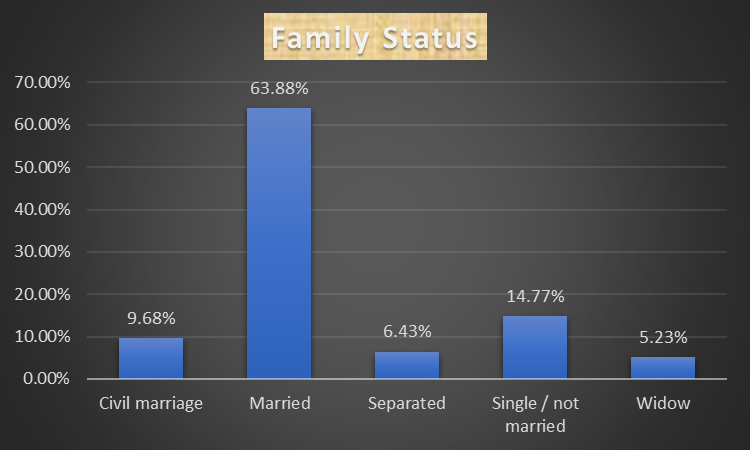 Family Status
70.00%
60.00%
50.00%
40.00%
30.00%
20.00%
10.00%
0.00%
9.68%
63.88%
6.43%
14.77%
5.23%
Civil marriage
Married
Separated
Single / not
married
Widow